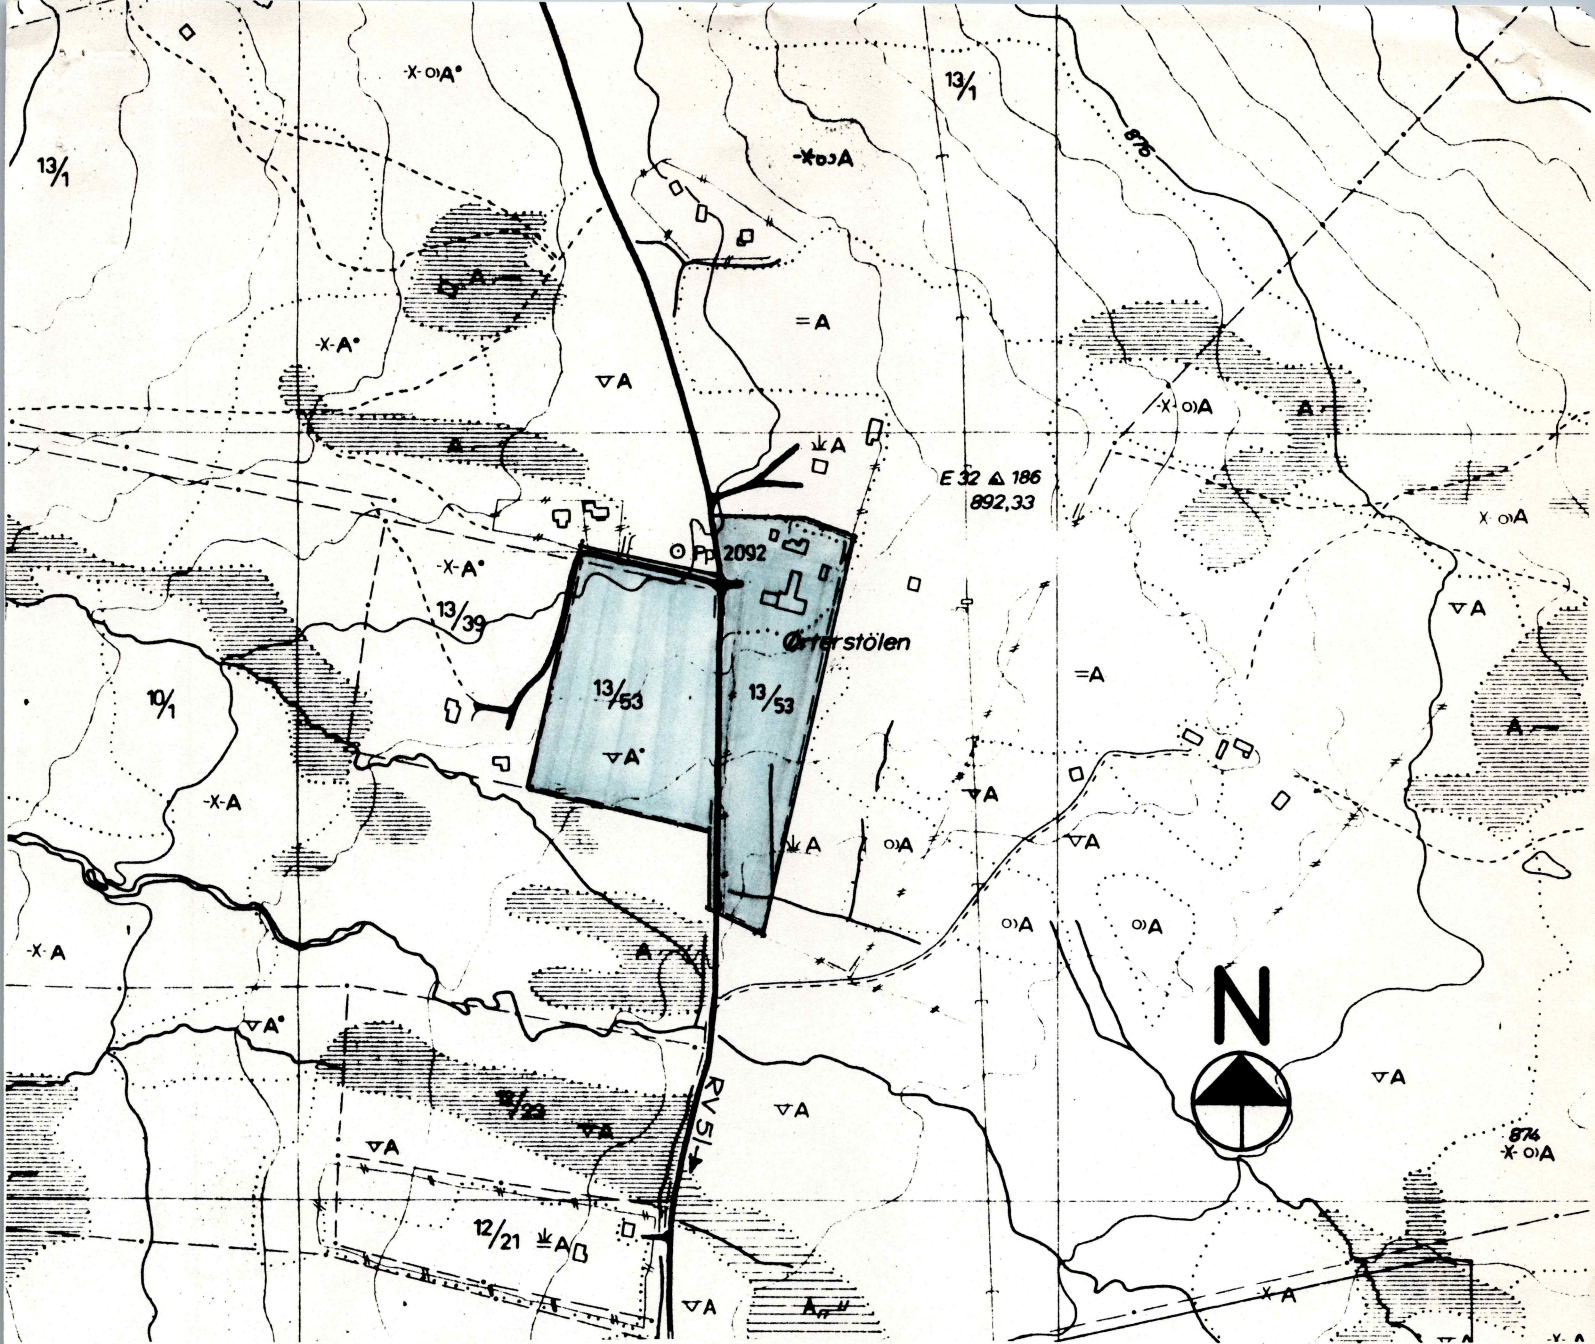 -X-o)A°
13/1
13/1
876
-X-o)A
=A
A
-X-A°
▽A
-X-o)A
A
A
A
E 32 △ 186
892,33
X-o)A
⊙ Pp 2092
-X-A°
13/39
▽A
Ørterstølen
=A
10/1
13/53
13/53
▽A°
A
-X-A
▽A
▽A
A
o)A
o)A
o)A
-X-A
A
N
▽A°
RV 51
▽A
▽A
874
-X-o)A
▽A
▽A
12/21
A
X A
▽A
A